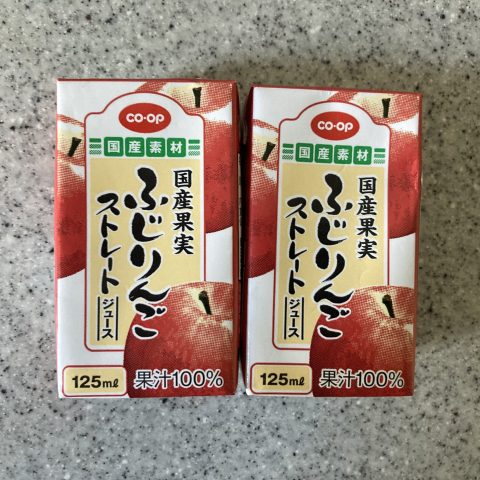 co·op
国産素材
国産果実
ふじりんご
ストレート
ジュース
125ml
果汁100%
co·op
国産素材
国産果実
ふじりんご
ストレート
ジュース
125ml
果汁100%